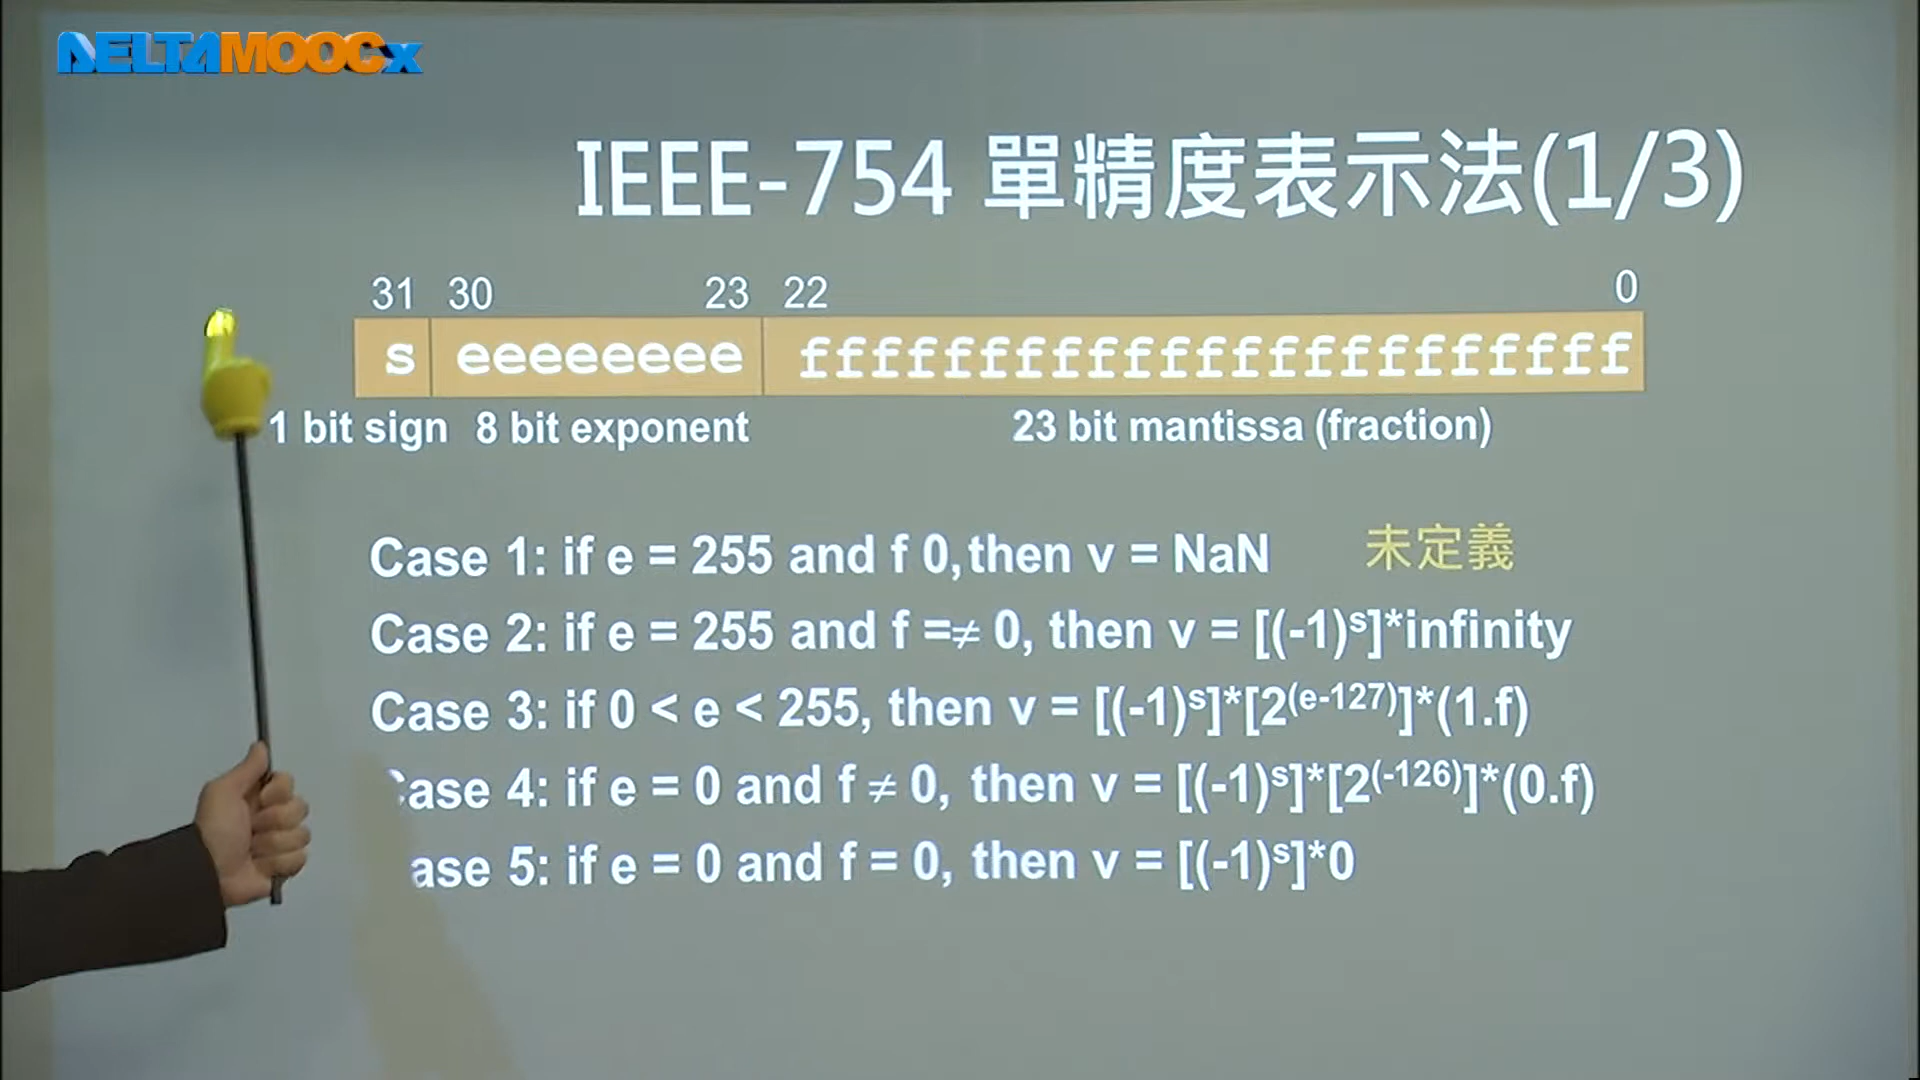 DELTAMOOCx
IEEE-754 單精度表示法(1/3)
31 30 23 22 0
s eeeeeeee fffffffffffffffffffffff
1 bit sign 8 bit exponent 23 bit mantissa (fraction)
Case 1: if e = 255 and f 0, then v = NaN 未定義
Case 2: if e = 255 and f =≠ 0, then v = [(-1)ˢ]*infinity
Case 3: if 0 < e < 255, then v = [(-1)ˢ]*[2⁽ᵉ⁻¹²⁷⁾]*(1.f)
ase 4: if e = 0 and f ≠ 0, then v = [(-1)ˢ]*[2⁽⁻¹²⁶⁾]*(0.f)
ase 5: if e = 0 and f = 0, then v = [(-1)ˢ]*0